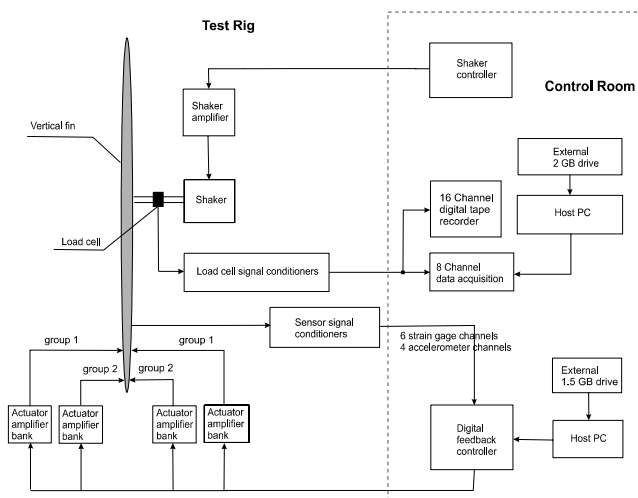 Test Rig
Control Room
Shaker
controller
Shaker
amplifier
Vertical fin
External
2 GB drive
Shaker
16 Channel
digital tape
recorder
Host PC
Load cell
Load cell signal conditioners
8 Channel
data acquisition
Sensor signal
conditioners
6 strain gage channels
4 accelerometer channels
group 1
group 1
group 2
group 2
External
1.5 GB drive
Actuator
amplifier
bank
Actuator
amplifier
bank
Actuator
amplifier
bank
Actuator
amplifier
bank
Digital
feedback
controller
Host PC